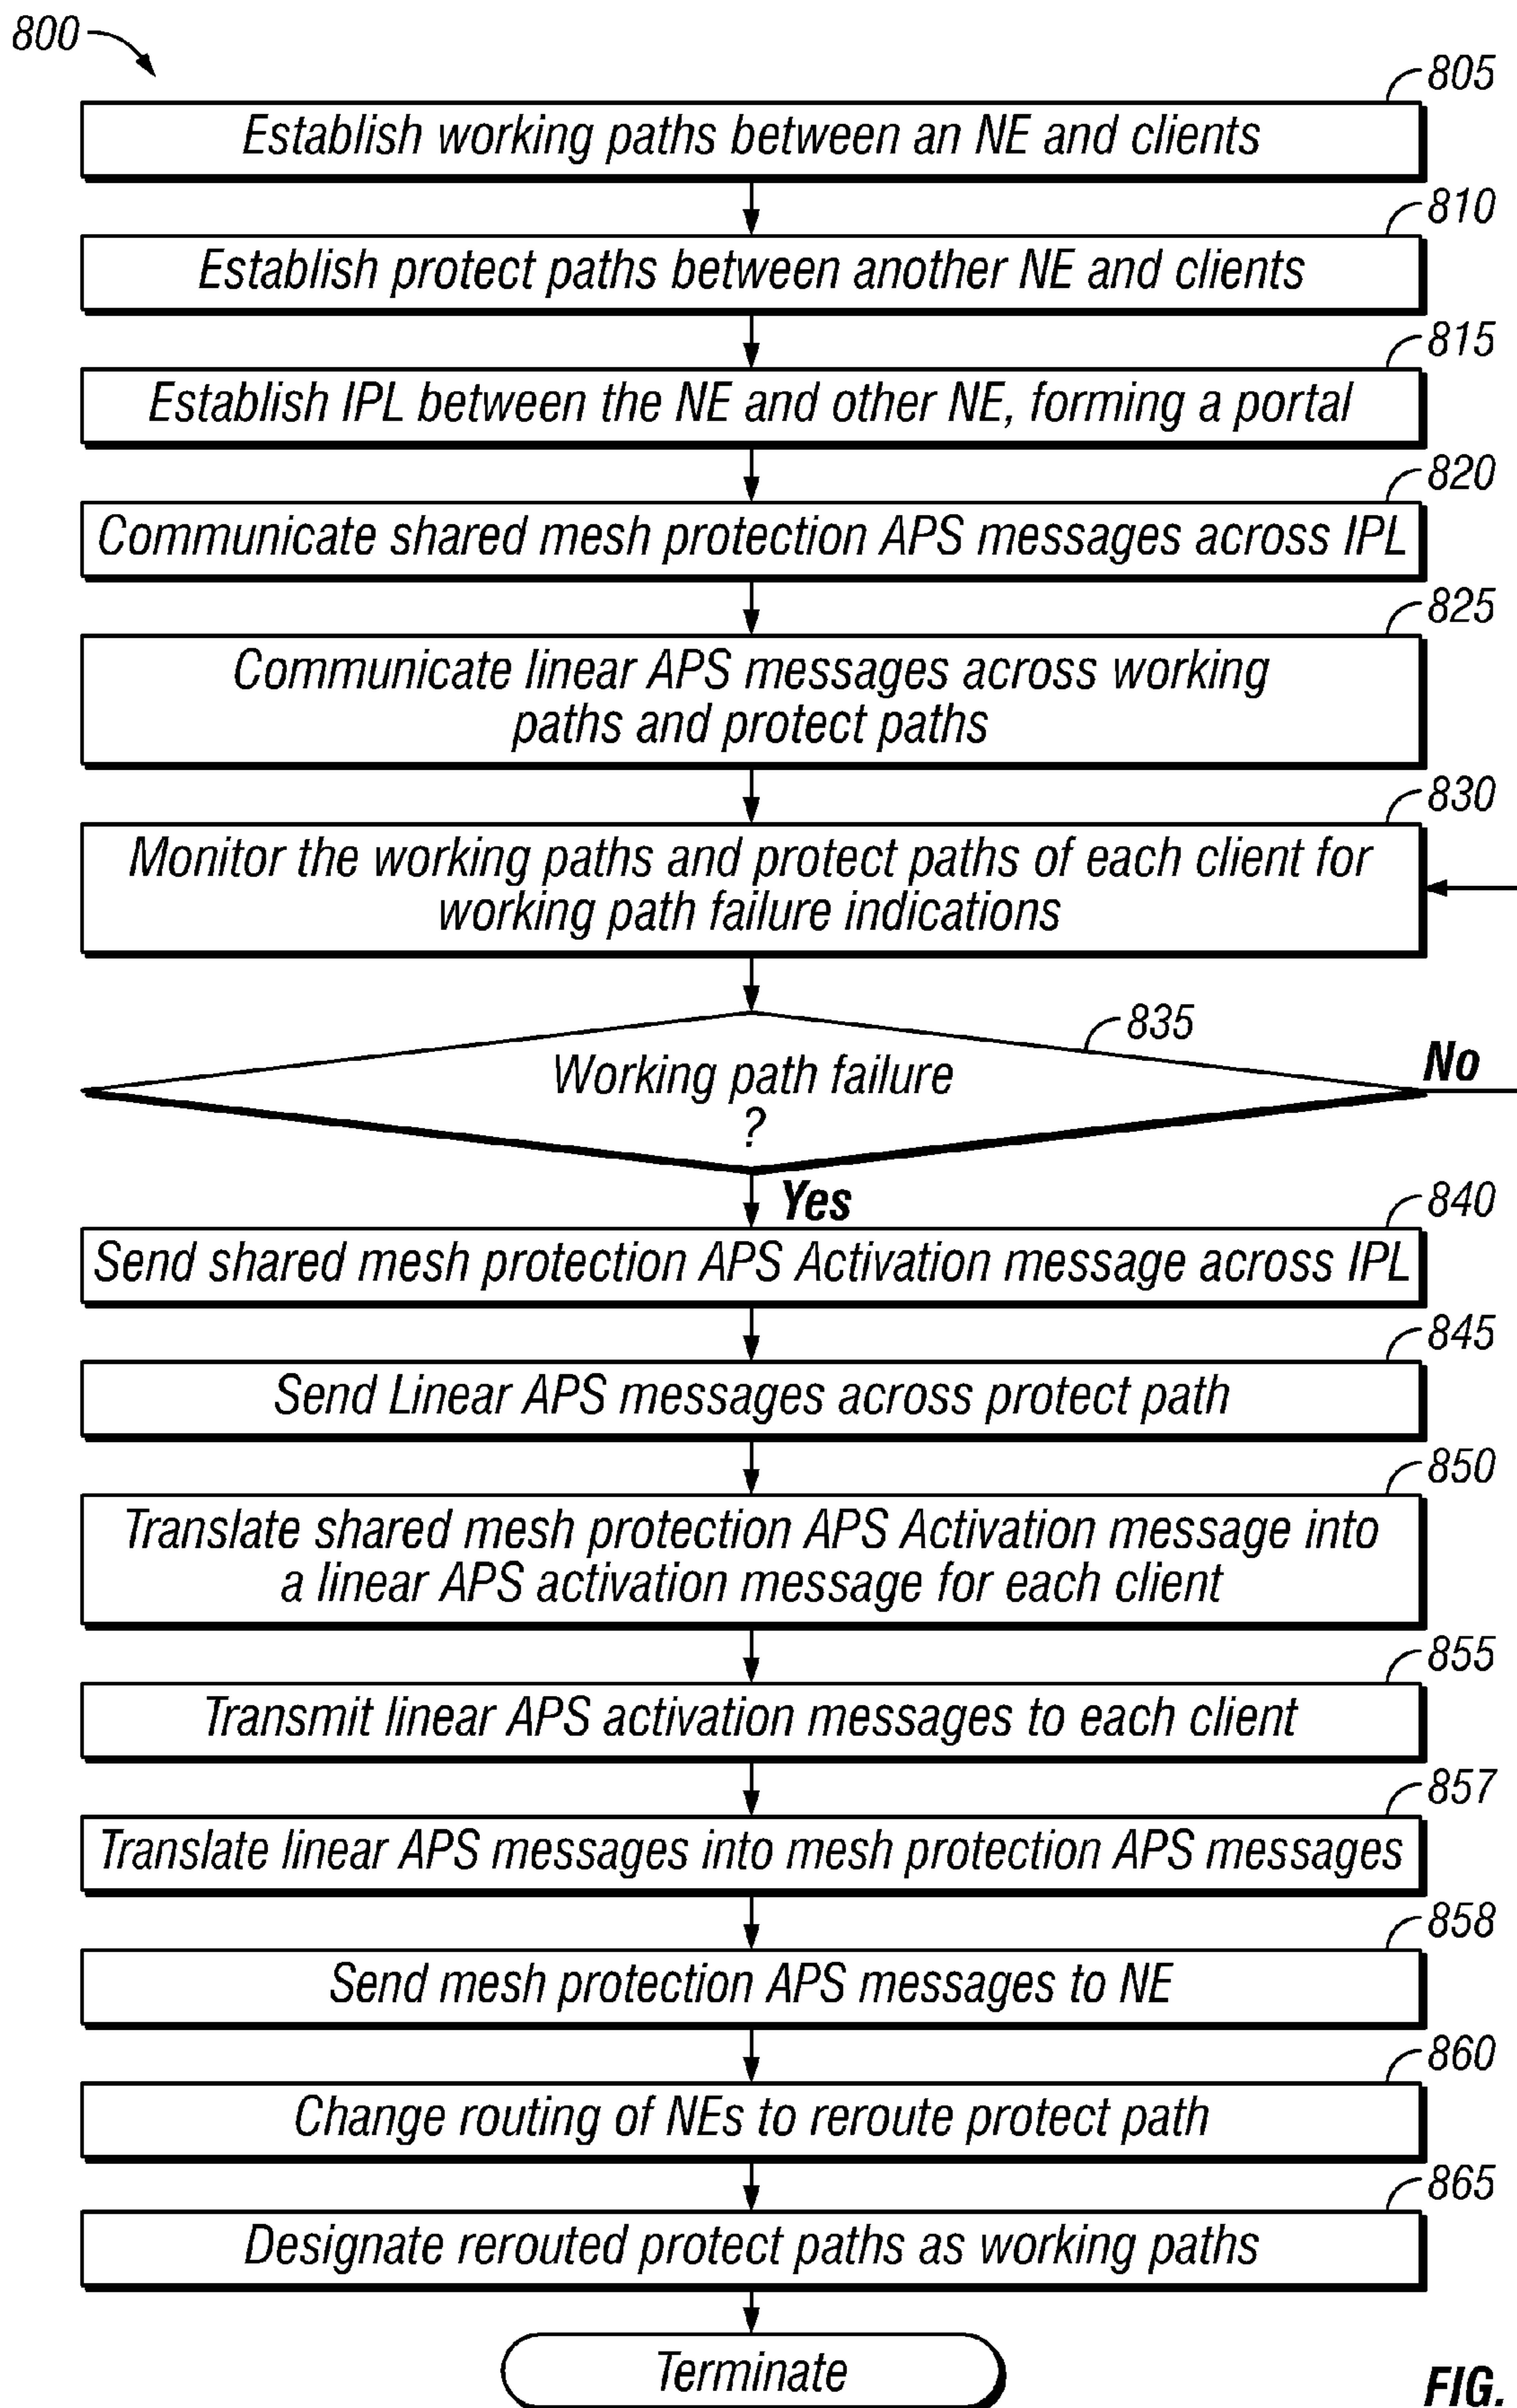 800
805
Establish working paths between an NE and clients
810
Establish protect paths between another NE and clients
815
Establish IPL between the NE and other NE, forming a portal
820
Communicate shared mesh protection APS messages across IPL
825
Communicate linear APS messages across working
paths and protect paths
830
Monitor the working paths and protect paths of each client for
working path failure indications
835
Working path failure
?
No
Yes
840
Send shared mesh protection APS Activation message across IPL
845
Send Linear APS messages across protect path
850
Translate shared mesh protection APS Activation message into
a linear APS activation message for each client
855
Transmit linear APS activation messages to each client
857
Translate linear APS messages into mesh protection APS messages
858
Send mesh protection APS messages to NE
860
Change routing of NEs to reroute protect path
865
Designate rerouted protect paths as working paths
Terminate
FIG.